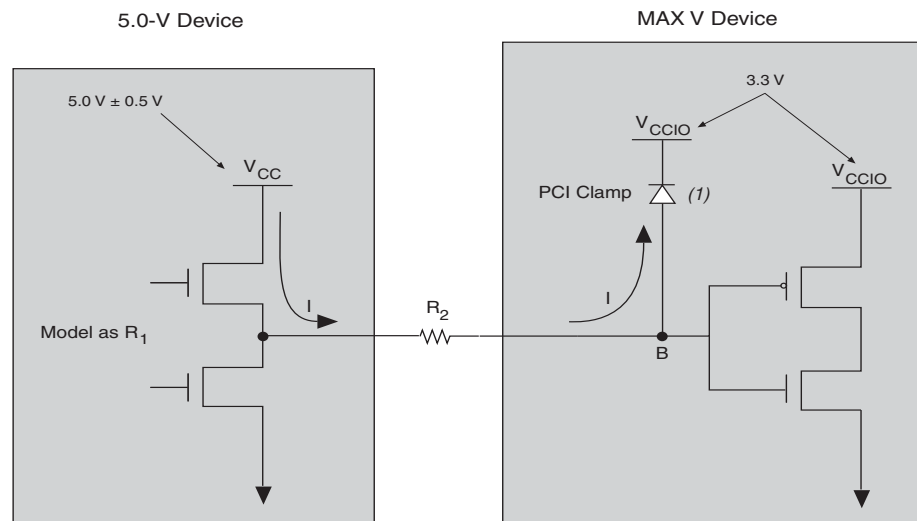 5.0-V Device
MAX V Device
5.0 V ± 0.5 V
3.3 V
VCC
VCCIO
VCCIO
PCI Clamp
(1)
I
I
R2
Model as R1
B